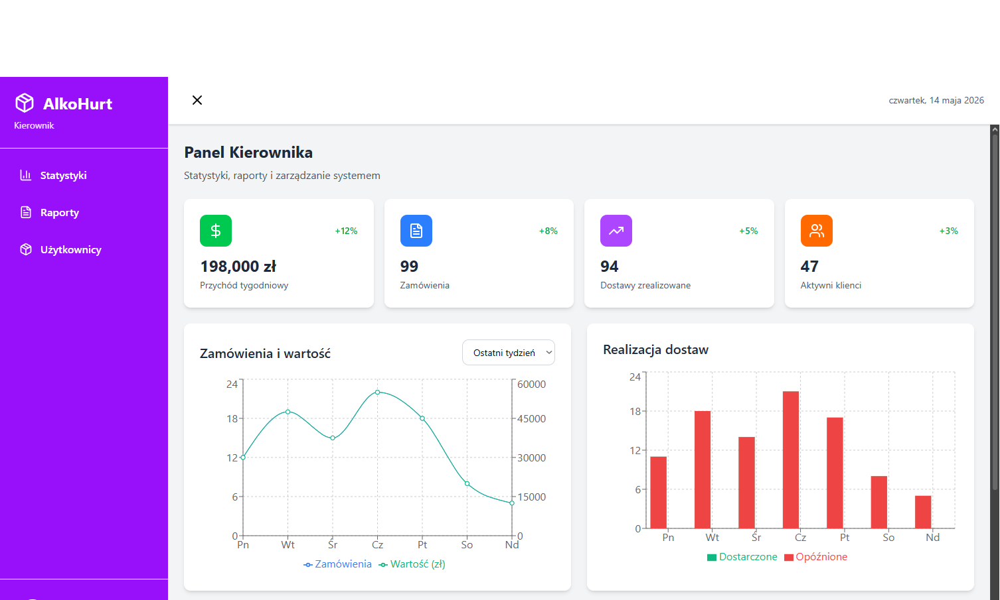 AlkoHurt
Kierownik
Statystyki
Raporty
Użytkownicy
czwartek, 14 maja 2026
Panel Kierownika
Statystyki, raporty i zarządzanie systemem
+12%
198,000 zł
Przychód tygodniowy
+8%
99
Zamówienia
+5%
94
Dostawy zrealizowane
+3%
47
Aktywni klienci
Zamówienia i wartość
Ostatni tydzień
24 60000
18 45000
12 30000
6 15000
0 0
Pn Wt Śr Cz Pt So Nd
Zamówienia Wartość (zł)
Realizacja dostaw
24
18
12
6
0
Pn Wt Śr Cz Pt So Nd
Dostarczone Opóźnione